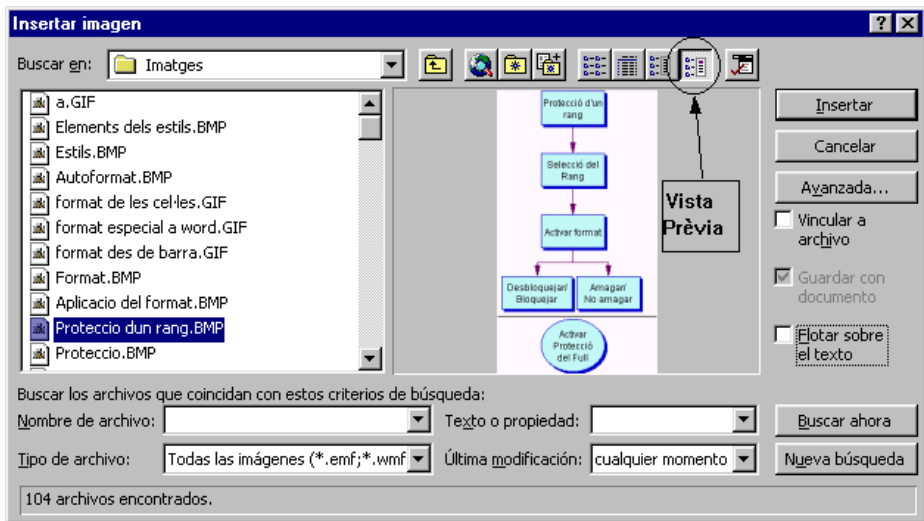 Insertar imagen
Buscar en: Imatges
a.GIF
Elements dels estils.BMP
Estils.BMP
Autoformat.BMP
format de les cel·les.GIF
format especial a word.GIF
format des de barra.GIF
Format.BMP
Aplicacio del format.BMP
Proteccio dun rang.BMP
Proteccio.BMP
Protecció d'un
rang
Selecció del
Rang
Activar format
Desbloquejar/
Bloquejar
Amagar/
No amagar
Activar
Protecció
del Full
Vista
Prèvia
Insertar
Cancelar
Avanzada...
Vincular a
archivo
Guardar con
documento
Flotar sobre
el texto
Buscar los archivos que coincidan con estos criterios de búsqueda:
Nombre de archivo: Texto o propiedad: Buscar ahora
Tipo de archivo: Todas las imágenes (*.emf;*.wmf Última modificación: cualquier momento Nueva búsqueda
104 archivos encontrados.